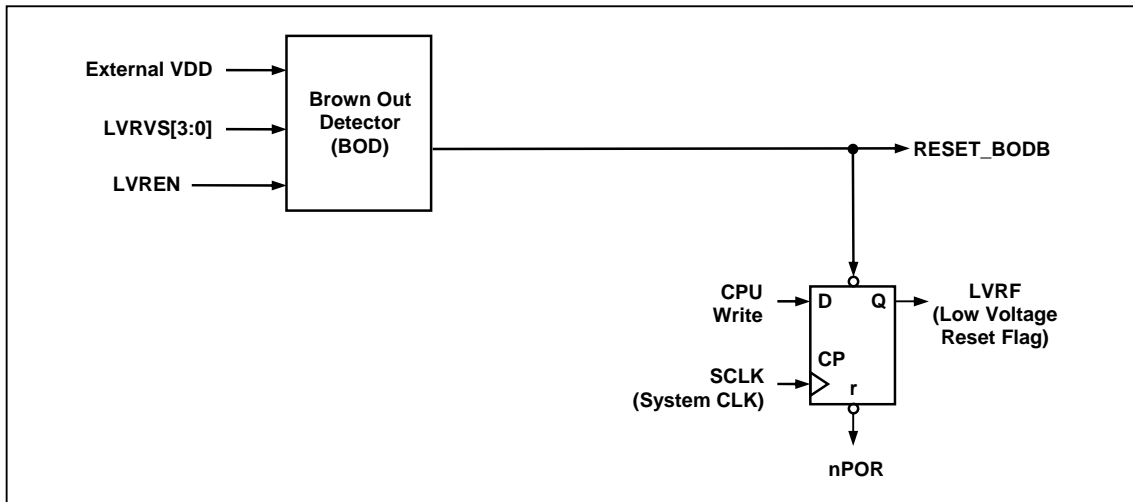 External VDD
LVRVS[3:0]
LVREN
Brown Out
Detector
(BOD)
RESET_BODB
CPU
Write
D
Q
LVRF
(Low Voltage
Reset Flag)
CP
SCLK
(System CLK)
r
nPOR